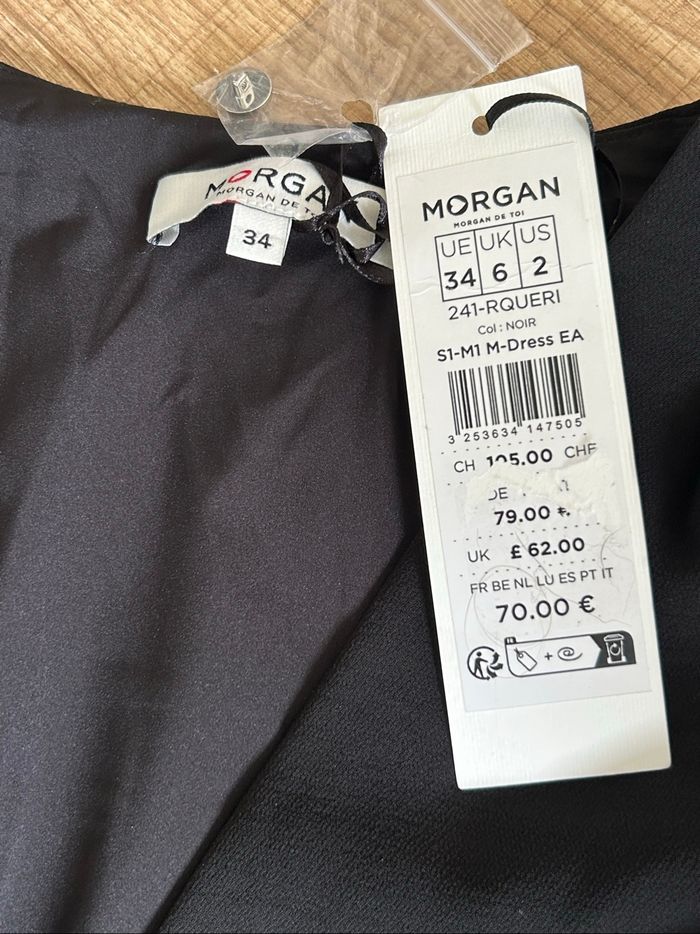 MORGAN
MORGAN DE TOI
UE UK US
34 6 2
241-RQUERI
Col : NOIR
S1-M1 M-Dress EA
3 253634 147505
CH 105.00 CHF
79.00
UK £ 62.00
FR BE NL LU ES PT IT
70.00 €
+
MORGA
MORGAN DE TOI
34